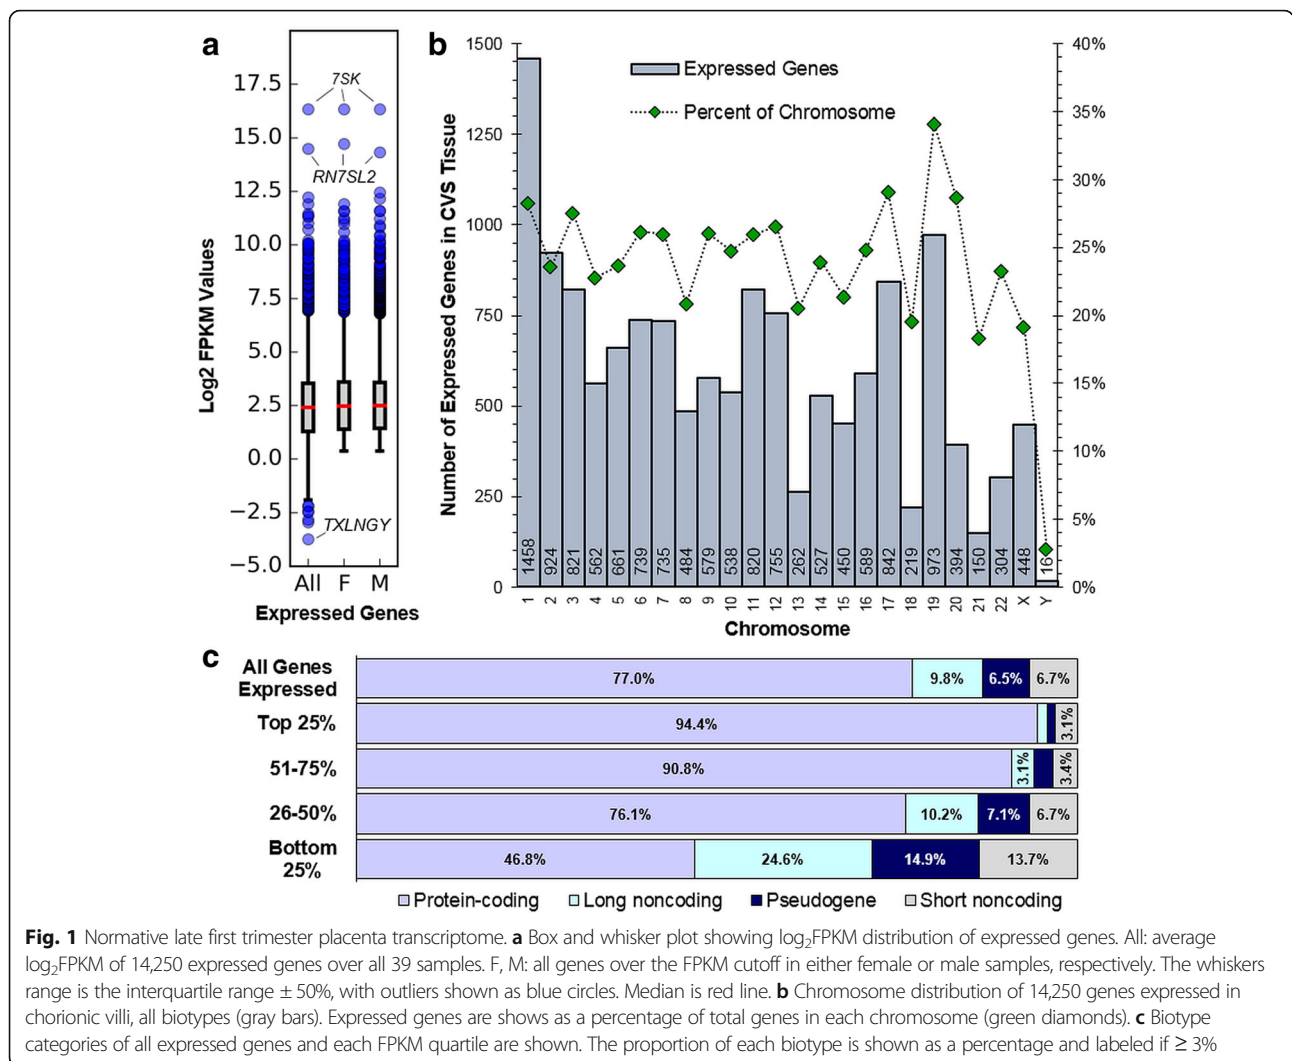 a
17.5
15.0
12.5
10.0
7.5
5.0
2.5
0.0
−2.5
−5.0
Log2 FPKM Values
7SK
RN7SL2
TXLNGY
All F M
Expressed Genes
b
1500
1250
1000
750
500
250
0
Number of Expressed Genes in CVS Tissue
Expressed Genes
Percent of Chromosome
40%
35%
30%
25%
20%
15%
10%
5%
0%
1458 924 821 562 661 739 735 484 579 538 820 755 262 527 450 589 842 219 973 394 150 304 448 16
1 2 3 4 5 6 7 8 9 10 11 12 13 14 15 16 17 18 19 20 21 22 X Y
Chromosome
c
All Genes
Expressed
77.0% 9.8% 6.5% 6.7%
Top 25%
94.4% 3.1%
51-75%
90.8% 3.1% 3.4%
26-50%
76.1% 10.2% 7.1% 6.7%
Bottom
25%
46.8% 24.6% 14.9% 13.7%
Protein-coding Long noncoding Pseudogene Short noncoding
Fig. 1 Normative late first trimester placenta transcriptome. a Box and whisker plot showing log₂FPKM distribution of expressed genes. All: average
log₂FPKM of 14,250 expressed genes over all 39 samples. F, M: all genes over the FPKM cutoff in either female or male samples, respectively. The whiskers
range is the interquartile range ± 50%, with outliers shown as blue circles. Median is red line. b Chromosome distribution of 14,250 genes expressed in
chorionic villi, all biotypes (gray bars). Expressed genes are shows as a percentage of total genes in each chromosome (green diamonds). c Biotype
categories of all expressed genes and each FPKM quartile are shown. The proportion of each biotype is shown as a percentage and labeled if ≥ 3%